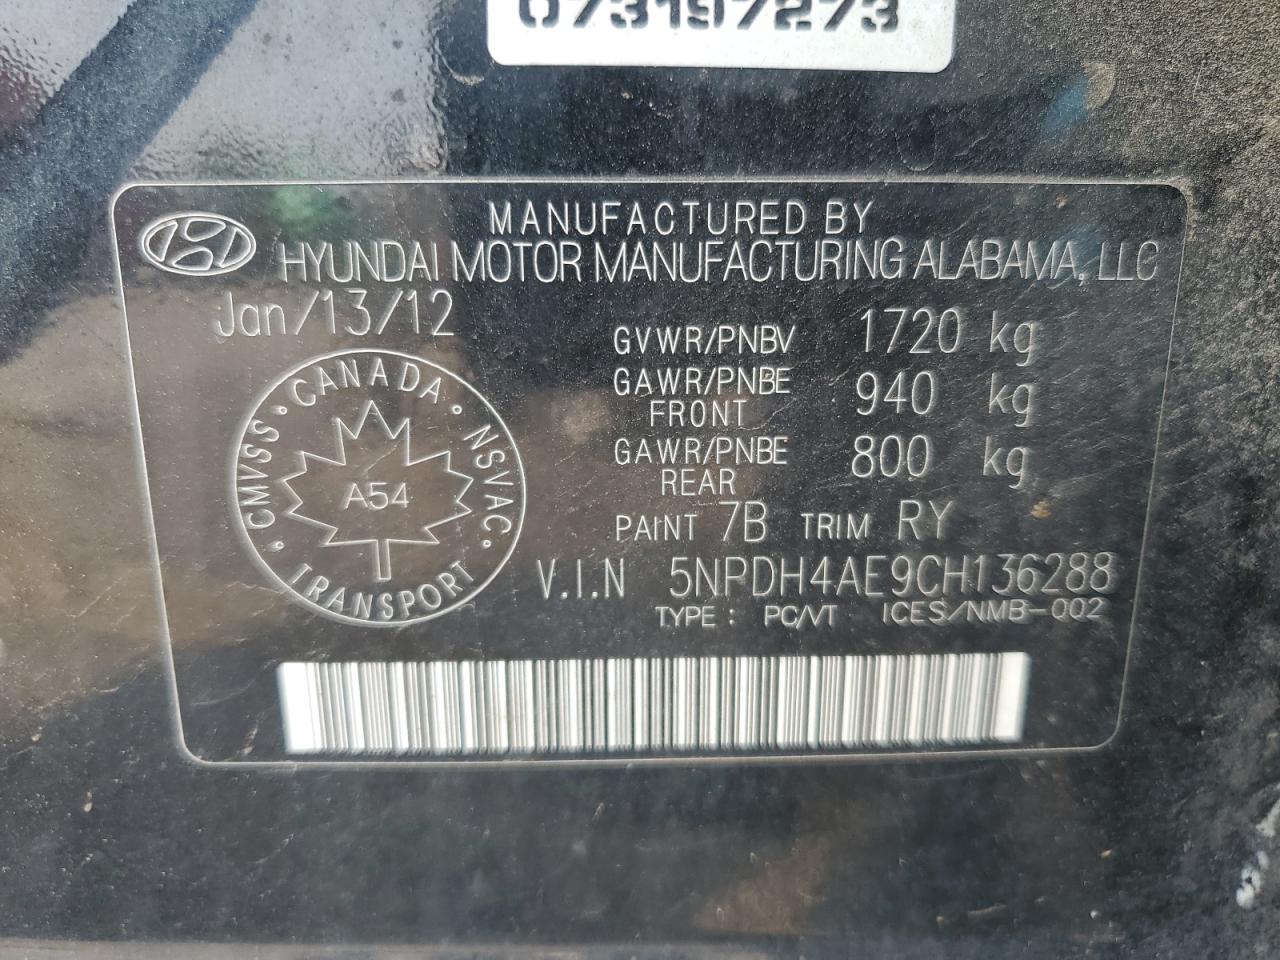 073197273
MANUFACTURED BY
HYUNDAI MOTOR MANUFACTURING ALABAMA, LLC
Jan/13/12
GVWR/PNBV 1720 kg
GAWR/PNBE FRONT 940 kg
GAWR/PNBE REAR 800 kg
CMVSS · CANADA · NSVAC · TRANSPORT ·
A54
PAINT 7B TRIM RY
V.I.N 5NPDH4AE9CH136288
TYPE : PC/VT ICES/NMB-002